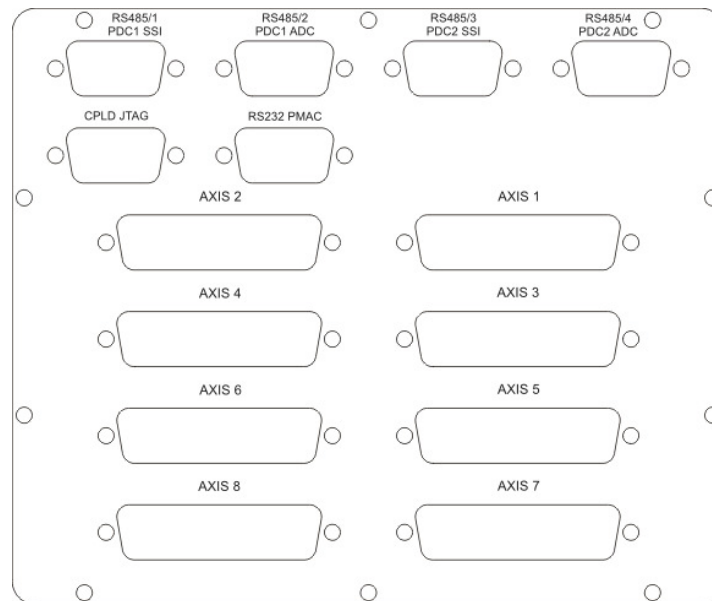 RS485/1
PDC1 SSI
RS485/2
PDC1 ADC
RS485/3
PDC2 SSI
RS485/4
PDC2 ADC
CPLD JTAG
RS232 PMAC
AXIS 2
AXIS 1
AXIS 4
AXIS 3
AXIS 6
AXIS 5
AXIS 8
AXIS 7